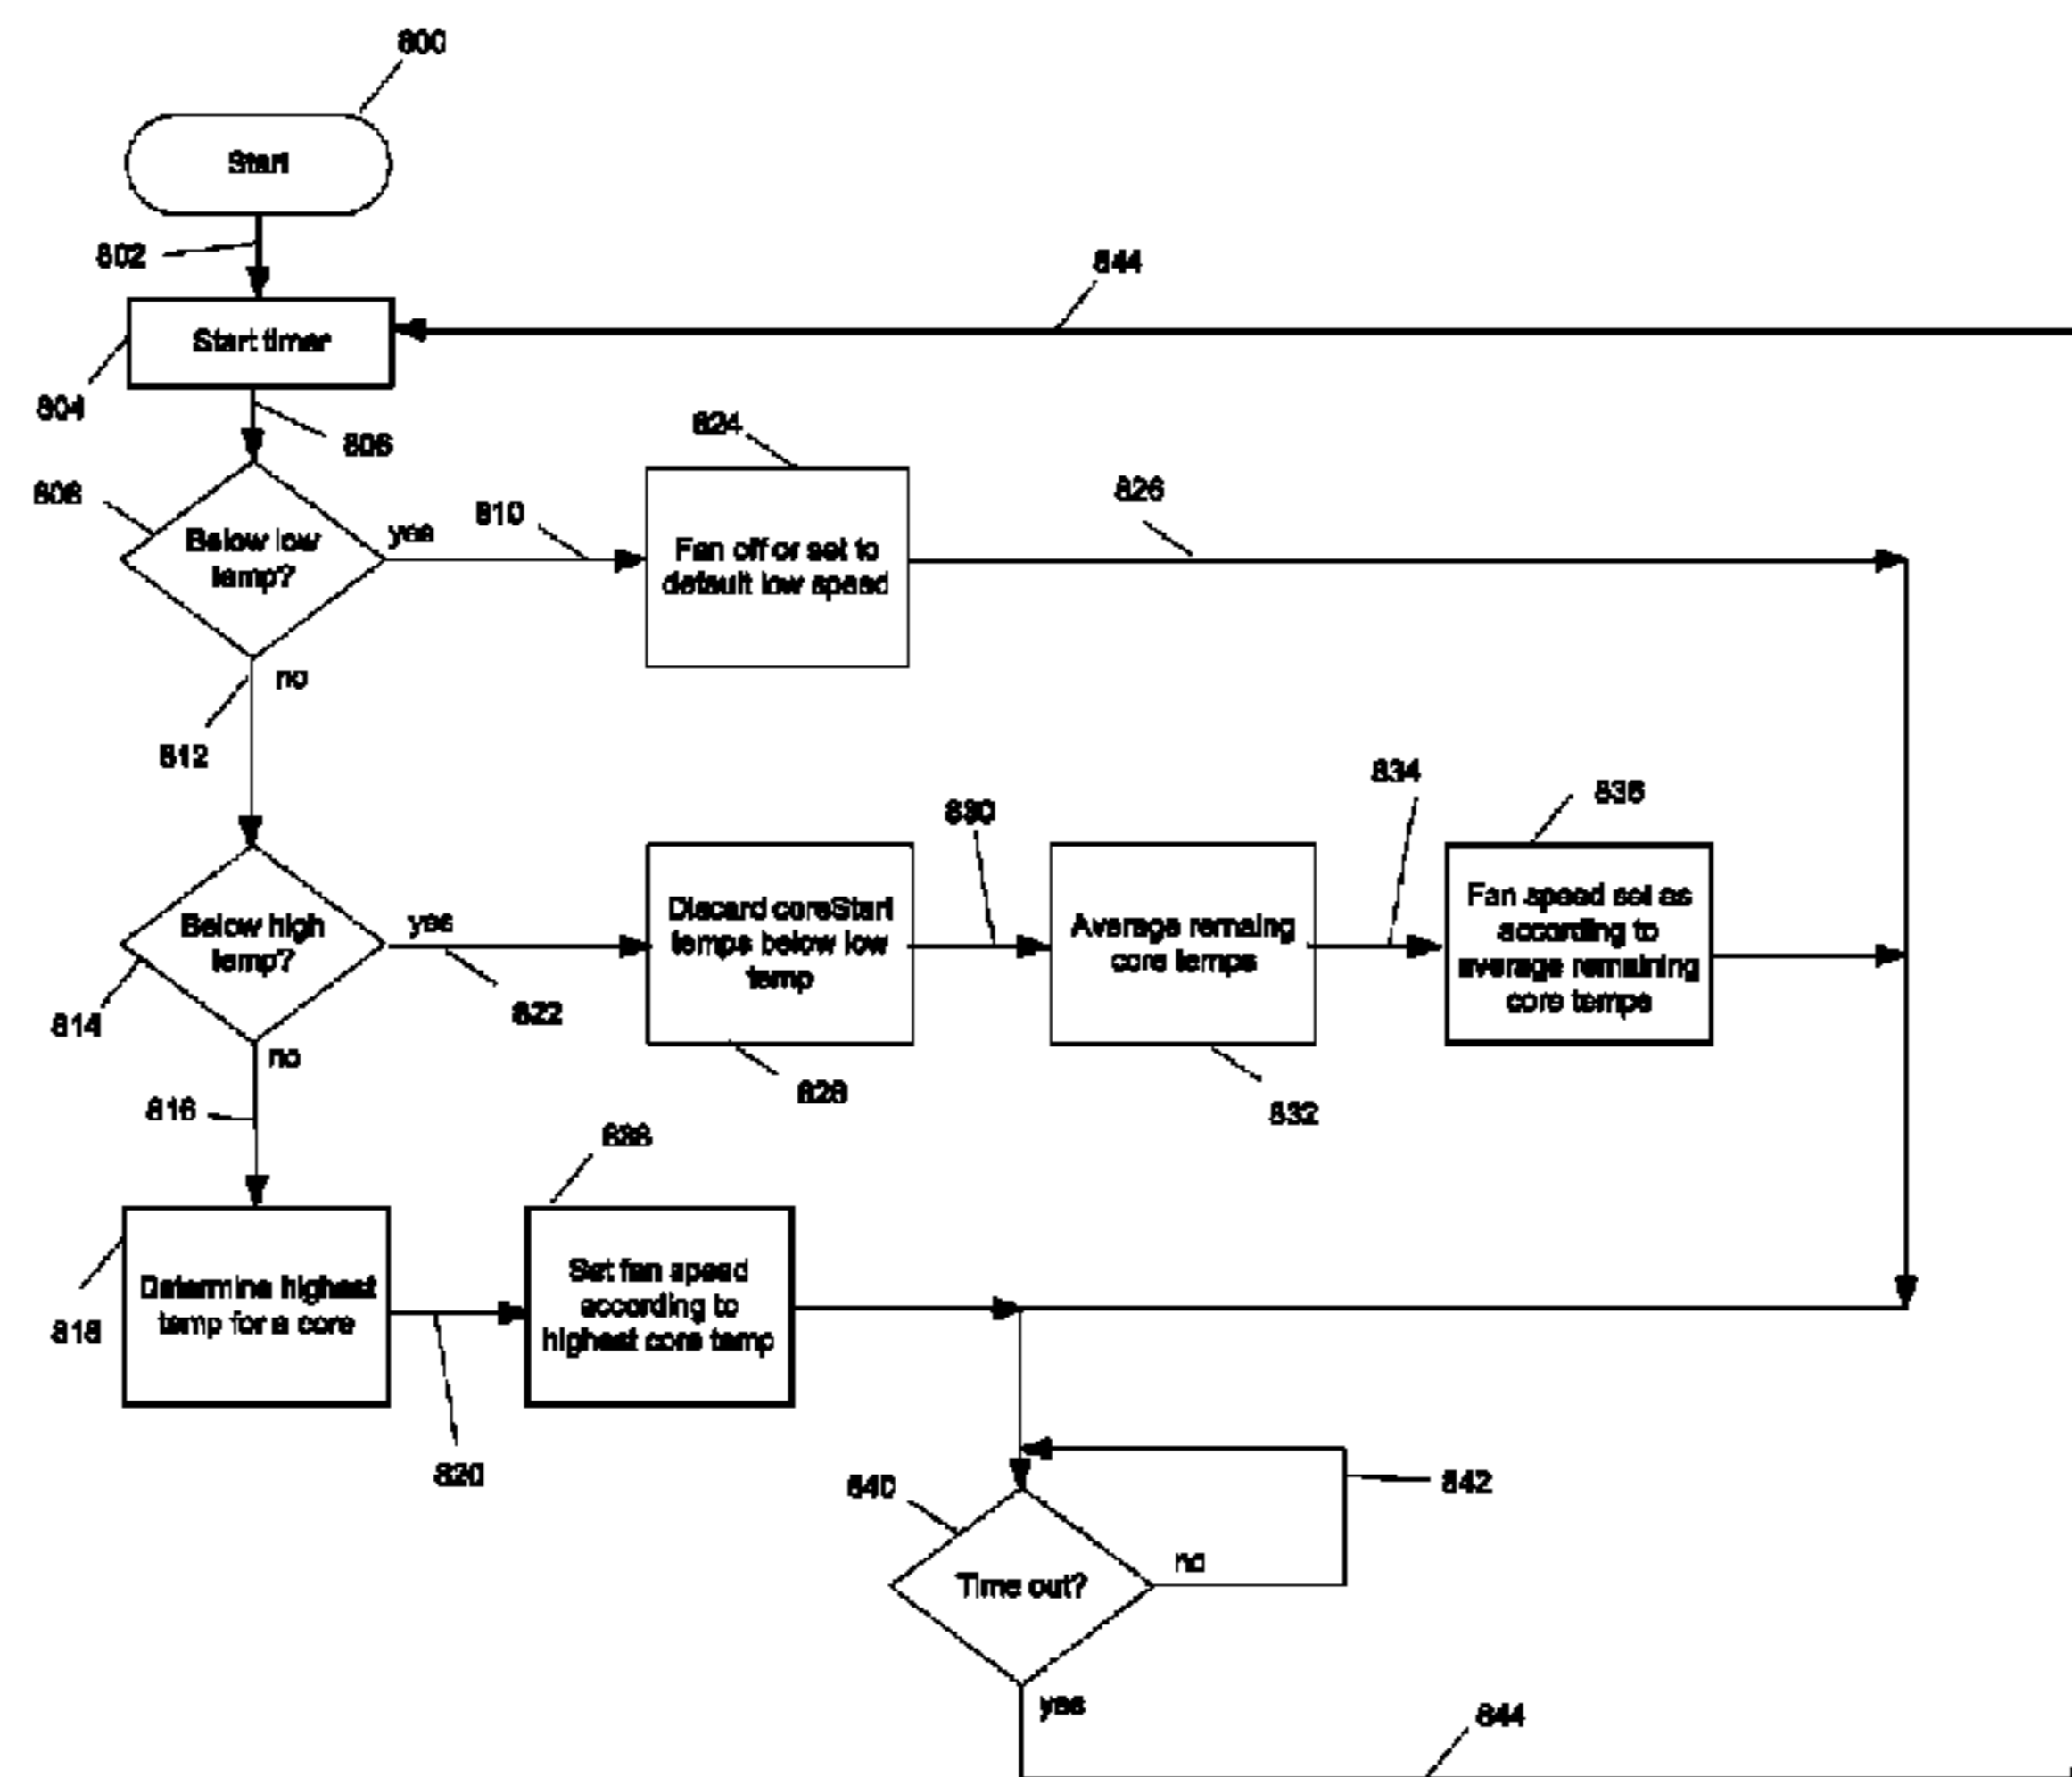 800
Start
802
844
Start timer
804
806
824
808
810
826
yes
Below low
temp?
Fan off or set to
default low speed
no
812
834
836
830
Below high
temp?
yes
Discard coreStart
temps below low
temp
Average remaing
core temps
Fan speed set as
according to
average remaining
core temps
822
814
no
828
832
816
838
Determine highest
temp for a core
Set fan speed
according to
highest core temp
818
820
840
842
no
Time out?
yes
844